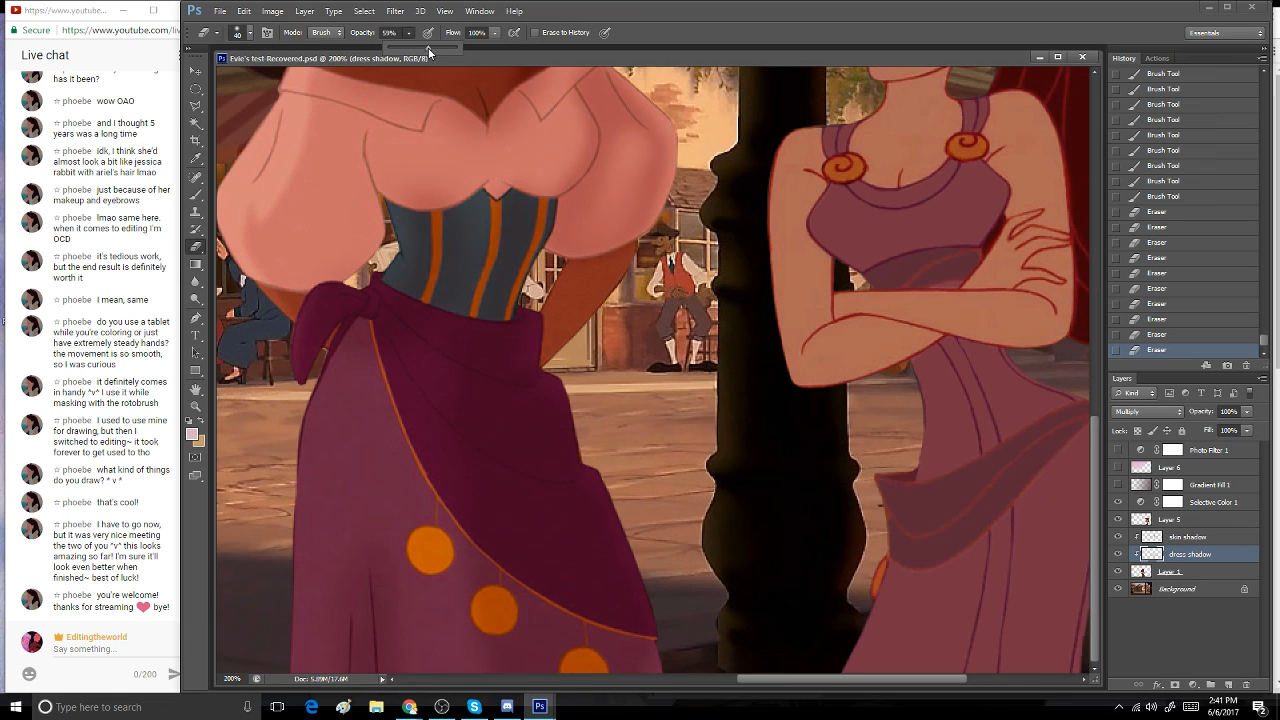 https://www.youtube...
Secure https://www.youtube.com/liv
Live chat
has it been?
☆ phoebe wow OAO
☆ phoebe and I thought 5
years was a long time
☆ phoebe Idk, I think she'd
almost look a bit like jessica
rabbit with ariel's hair lmao
☆ phoebe just because of her
makeup and eyebrows
☆ phoebe lmao same here.
when it comes to editing I'm
OCD
☆ phoebe it's tedious work,
but the end result is definitely
worth it
☆ phoebe I mean, same
☆ phoebe do you use a tablet
while you're coloring or just
have extremely steady hands?
the movement is so smooth,
so I was curious
☆ phoebe it definitely comes
in handy ^v^ I use it while
masking with the rotobrush
☆ phoebe I used to use mine
for drawing, but then I
switched to editing~ it took
forever to get used to tho
☆ phoebe what kind of things
do you draw? * v *
☆ phoebe that's cool!
☆ phoebe I have to go now,
but it was very nice meeting
the two of you ^v^ this looks
amazing so far! I'm sure it'll
look even better when
finished~ best of luck!
☆ phoebe you're welcome!
thanks for streaming ❤ bye!
Editingtheworld
Say something...
0/200
Ps File Edit Image Layer Type Select Filter 3D View Window Help
40 Mode: Brush Opacity: 59% Flow: 100% Erase to History Essentials
Ps Evie's test-Recovered.psd @ 200% (dress shadow, RGB/8)
200% Doc: 5.89M/17.6M
History Actions
Brush Tool
Brush Tool
Brush Tool
Brush Tool
Brush Tool
Brush Tool
Brush Tool
Brush Tool
Brush Tool
Eraser
Eraser
Eraser
Eraser
Eraser
Eraser
Eraser
Eraser
Eraser
Eraser
Layers
Kind
Multiply Opacity: 100%
Lock: Fill: 100%
Photo Filter 1
Layer 6
Gradient Fill 1
Selective Color 1
Layer 5
skin shadow
dress shadow
Layer 1
Background
fx
Type here to search
Ps
2:41 PM
6/6/2017
2